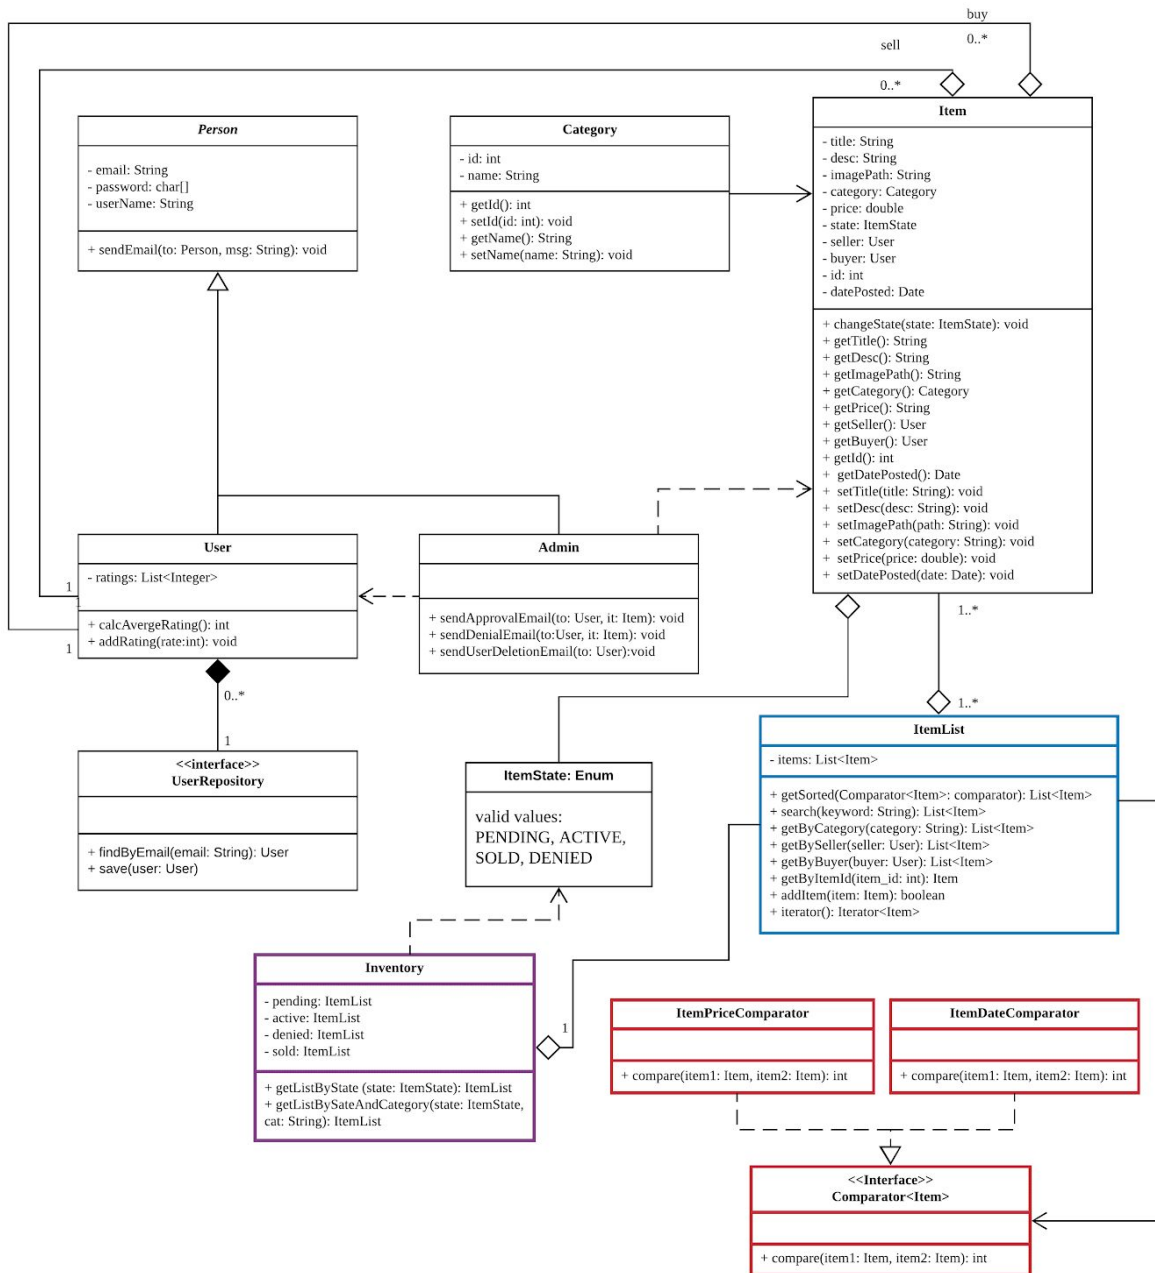 buy
0..*
sell
0..*
Person
- email: String
- password: char[]
- userName: String
+ sendEmail(to: Person, msg: String): void
Category
- id: int
- name: String
+ getId(): int
+ setId(id: int): void
+ getName(): String
+ setName(name: String): void
Item
- title: String
- desc: String
- imagePath: String
- category: Category
- price: double
- state: ItemState
- seller: User
- buyer: User
- id: int
- datePosted: Date
+ changeState(state: ItemState): void
+ getTitle(): String
+ getDesc(): String
+ getImagePath(): String
+ getCategory(): Category
+ getPrice(): String
+ getSeller(): User
+ getBuyer(): User
+ getId(): int
+ getDatePosted(): Date
+ setTitle(title: String): void
+ setDesc(desc: String): void
+ setImagePath(path: String): void
+ setCategory(category: String): void
+ setPrice(price: double): void
+ setDatePosted(date: Date): void
User
- ratings: List<Integer>
+ calcAvergeRating(): int
+ addRating(rate:int): void
1
1
1
Admin
+ sendApprovalEmail(to: User, it: Item): void
+ sendDenialEmail(to:User, it: Item): void
+ sendUserDeletionEmail(to: User):void
0..*
1
1..*
1..*
<<interface>>
UserRepository
+ findByEmail(email: String): User
+ save(user: User)
ItemState: Enum
valid values:
PENDING, ACTIVE,
SOLD, DENIED
ItemList
- items: List<Item>
+ getSorted(Comparator<Item>: comparator): List<Item>
+ search(keyword: String): List<Item>
+ getByCategory(category: String): List<Item>
+ getBySeller(seller: User): List<Item>
+ getByBuyer(buyer: User): List<Item>
+ getByItemId(item_id: int): Item
+ addItem(item: Item): boolean
+ iterator(): Iterator<Item>
Inventory
- pending: ItemList
- active: ItemList
- denied: ItemList
- sold: ItemList
+ getListByState (state: ItemState): ItemList
+ getListBySateAndCategory(state: ItemState,
cat: String): ItemList
1
ItemPriceComparator
+ compare(item1: Item, item2: Item): int
ItemDateComparator
+ compare(item1: Item, item2: Item): int
<<Interface>>
Comparator<Item>
+ compare(item1: Item, item2: Item): int